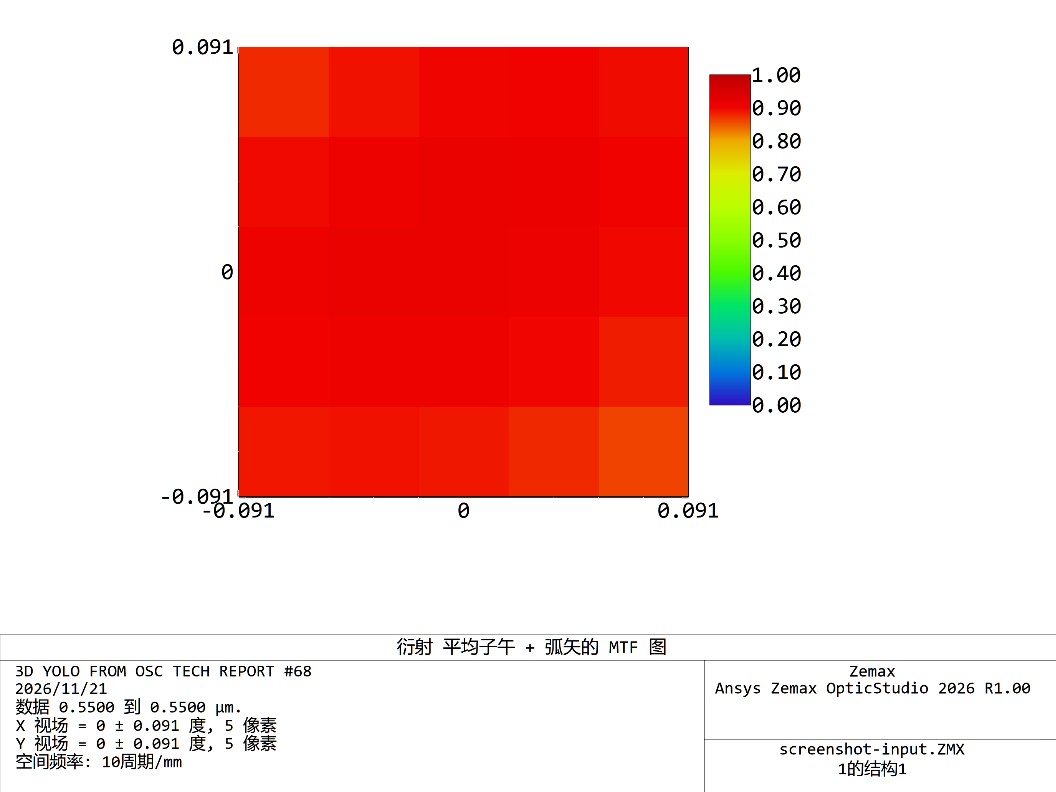 0.091
0
-0.091
-0.091
0
0.091
1.00
0.90
0.80
0.70
0.60
0.50
0.40
0.30
0.20
0.10
0.00
衍射 平均子午 + 弧矢的 MTF 图
3D YOLO FROM OSC TECH REPORT #68
2026/11/21
数据 0.5500 到 0.5500 µm.
X 视场 = 0 ± 0.091 度, 5 像素
Y 视场 = 0 ± 0.091 度, 5 像素
空间频率: 10周期/mm
Zemax
Ansys Zemax OpticStudio 2026 R1.00
screenshot-input.ZMX
1的结构1